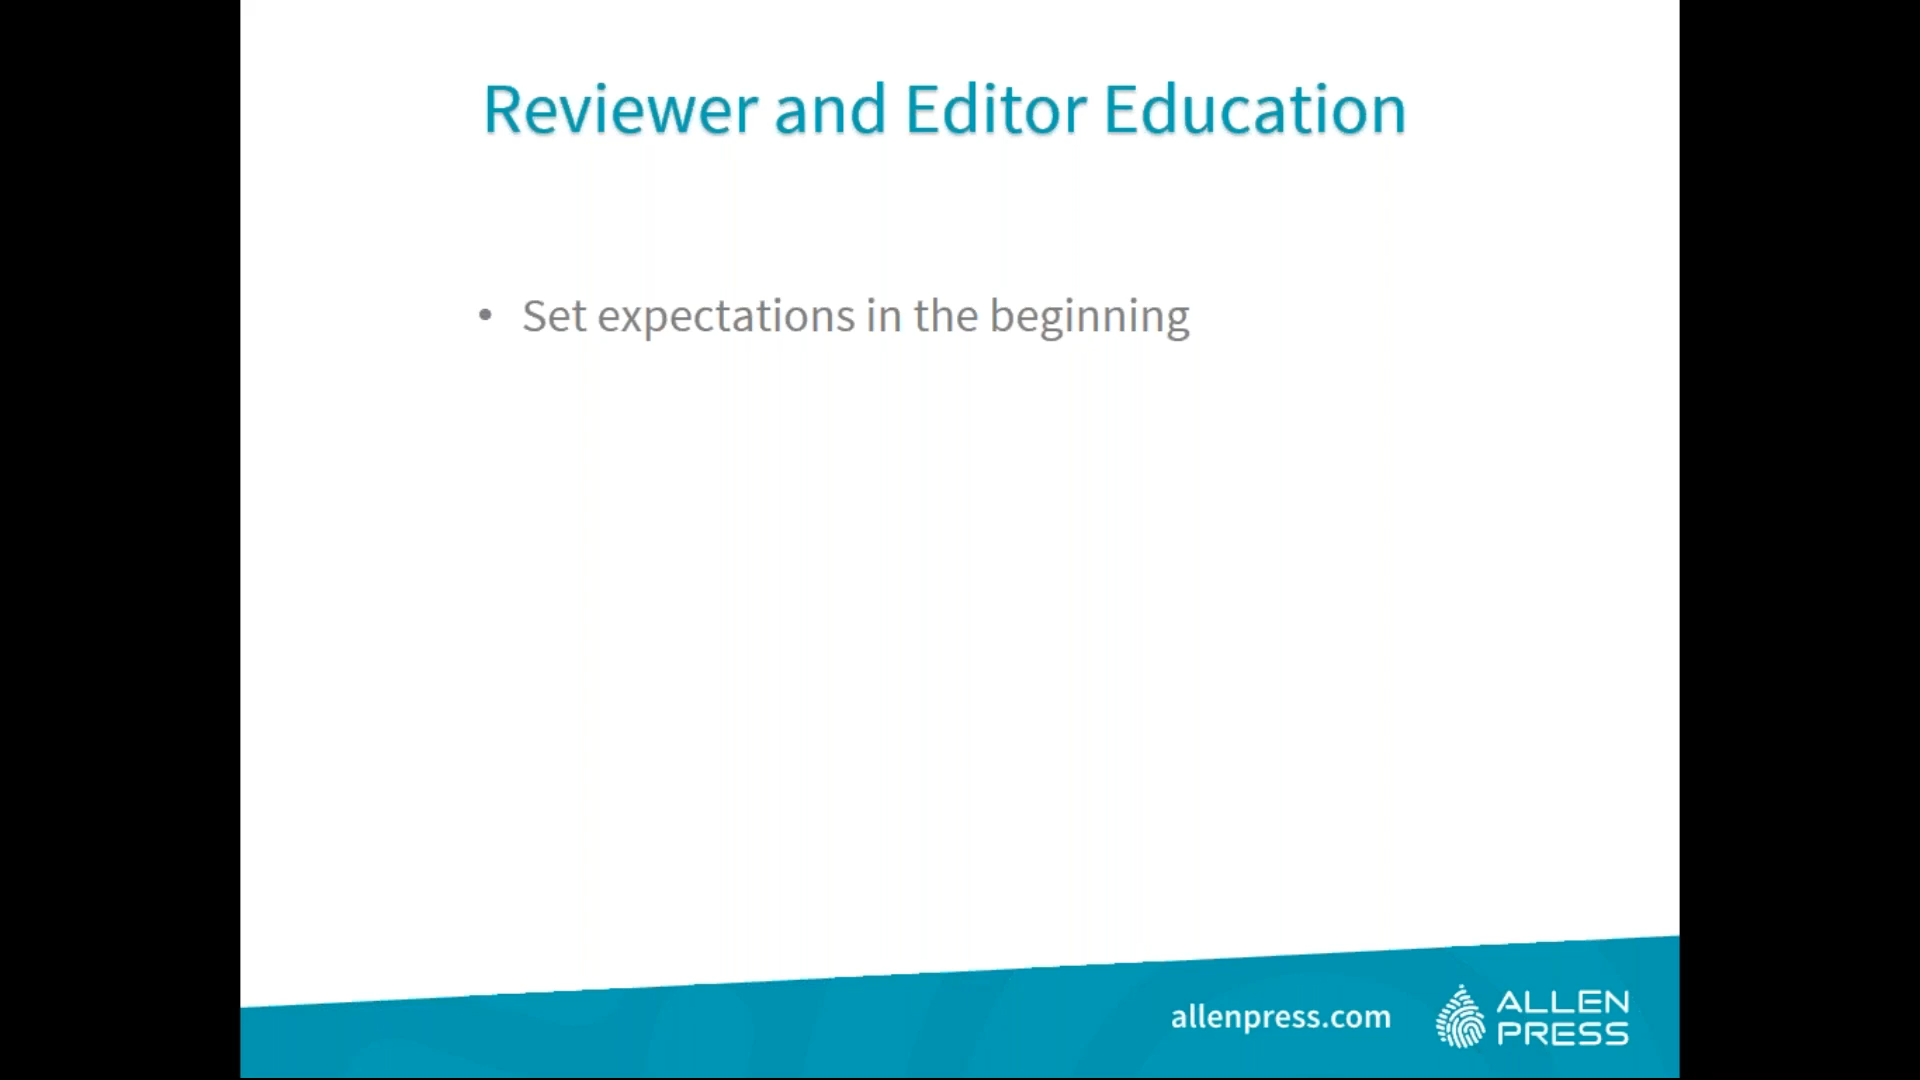 Reviewer and Editor Education
• Set expectations in the beginning
allenpress.com
ALLEN
PRESS